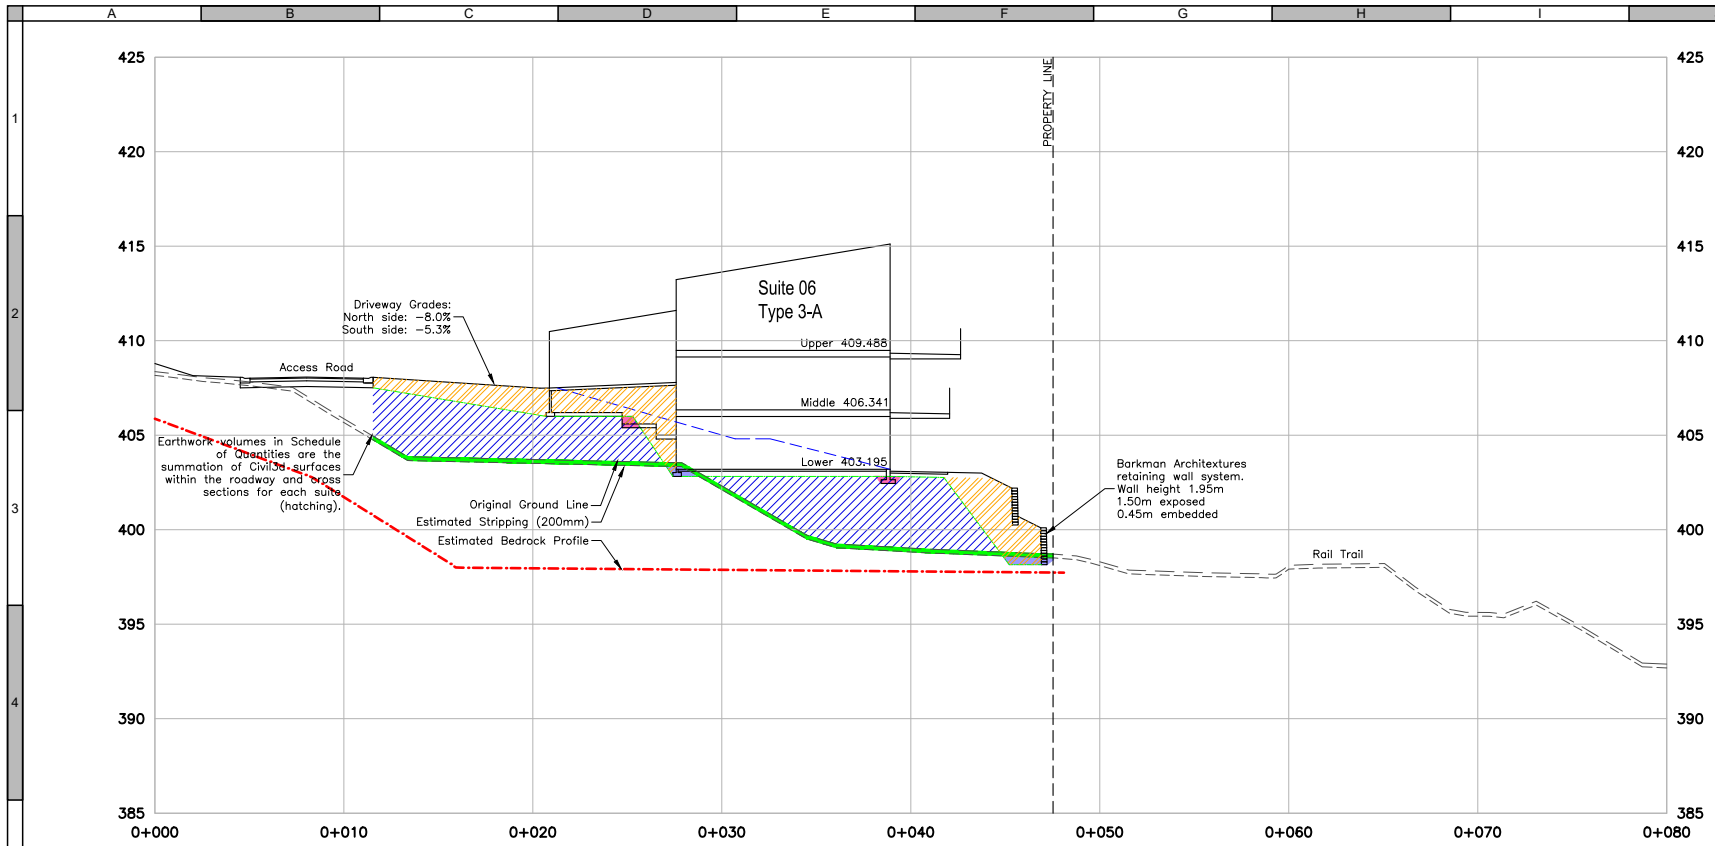 A B C D E F G H I
1
2
3
4
425 425
420 420
415 415
410 410
405 405
400 400
395 395
390 390
385 385
PROPERTY LINE
Suite 06
Type 3-A
Driveway Grades:
North side: -8.0%
South side: -5.3%
Access Road
Upper 409.488
Middle 406.341
Lower 403.195
Earthwork volumes in Schedule
of Quantities are the
summation of Civil3d surfaces
within the roadway and cross
sections for each suite
(hatching).
Original Ground Line
Estimated Stripping (200mm)
Estimated Bedrock Profile
Barkman Architextures
retaining wall system.
Wall height 1.95m
1.50m exposed
0.45m embedded
Rail Trail
0+000 0+010 0+020 0+030 0+040 0+050 0+060 0+070 0+080